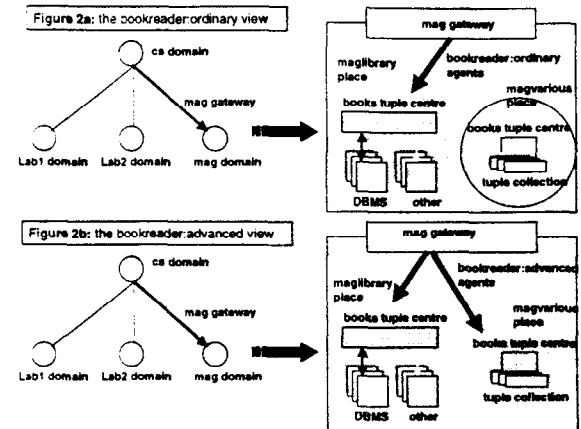 Figure 2a: the bookreader:ordinary view
cs domain
mag gateway
Lab1 domain
Lab2 domain
mag domain
mag gateway
maglibrary
place
bookreader:ordinary
agents
books tuple centre
DBMS
other
magvarious
place
books tuple centre
tuple collection
Figure 2b: the bookreader:advanced view
cs domain
mag gateway
Lab1 domain
Lab2 domain
mag domain
mag gateway
maglibrary
place
bookreader:advanced
agents
books tuple centre
DBMS
other
magvarious
place
books tuple centre
tuple collection